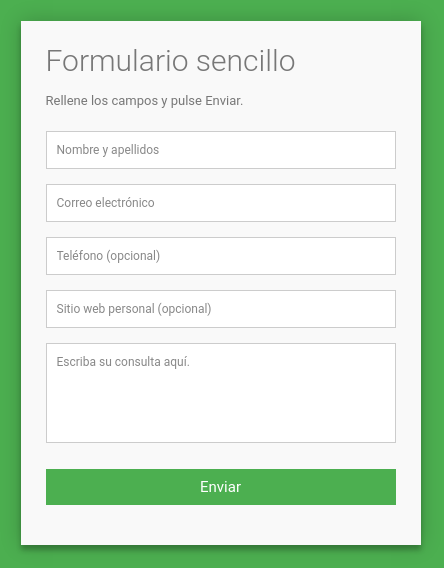 Formulario sencillo
Rellene los campos y pulse Enviar.
Nombre y apellidos
Correo electrónico
Teléfono (opcional)
Sitio web personal (opcional)
Escriba su consulta aquí.
Enviar